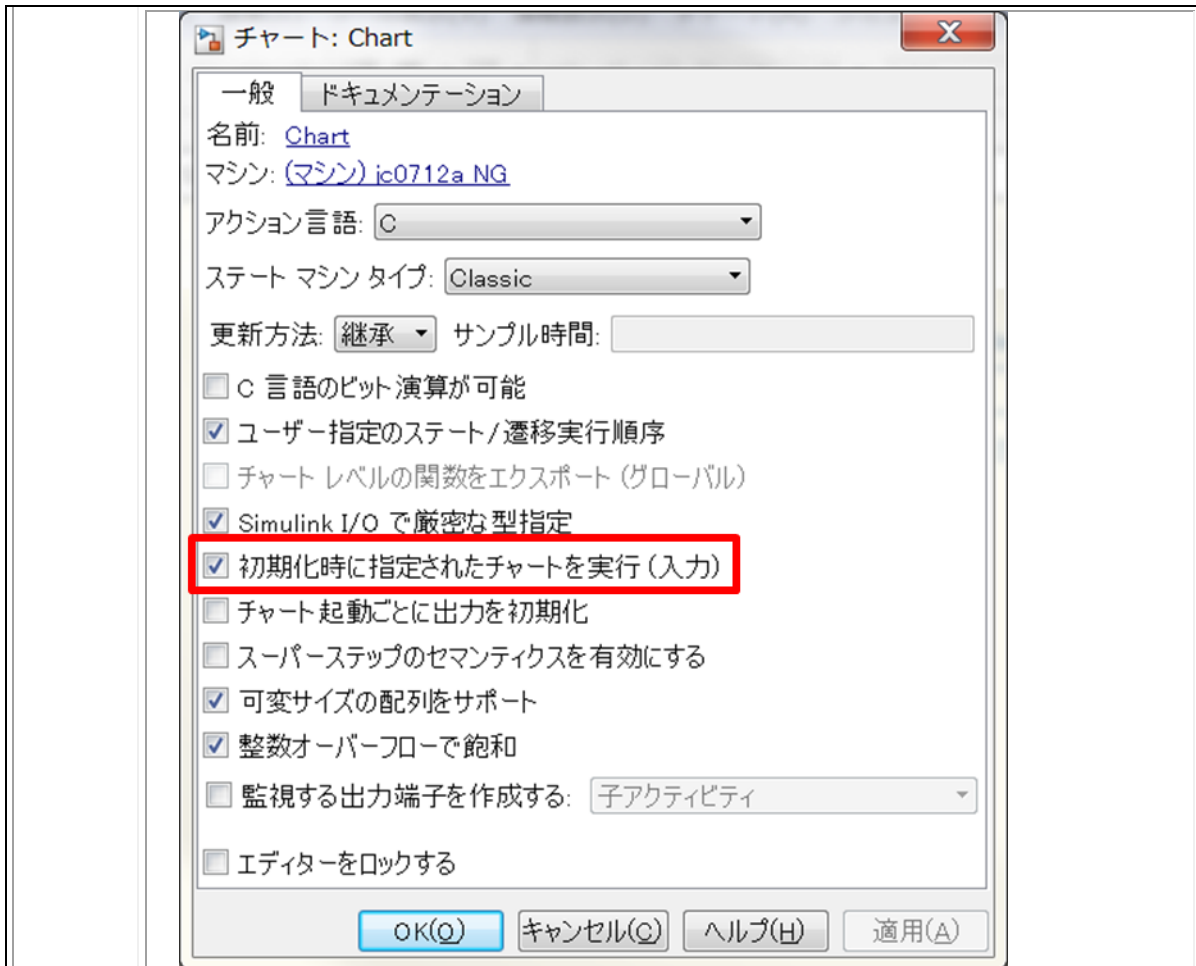 チャート: Chart
一般 ドキュメンテーション
名前: Chart
マシン: (マシン) jc0712a_NG
アクション言語: C
ステート マシン タイプ: Classic
更新方法: 継承 サンプル時間:
C 言語のビット演算が可能
ユーザー指定のステート/遷移実行順序
チャート レベルの関数をエクスポート (グローバル)
Simulink I/O で厳密な型指定
初期化時に指定されたチャートを実行 (入力)
チャート起動ごとに出力を初期化
スーパーステップのセマンティクスを有効にする
可変サイズの配列をサポート
整数オーバーフローで飽和
監視する出力端子を作成する: 子アクティビティ
エディターをロックする
OK(O) キャンセル(C) ヘルプ(H) 適用(A)